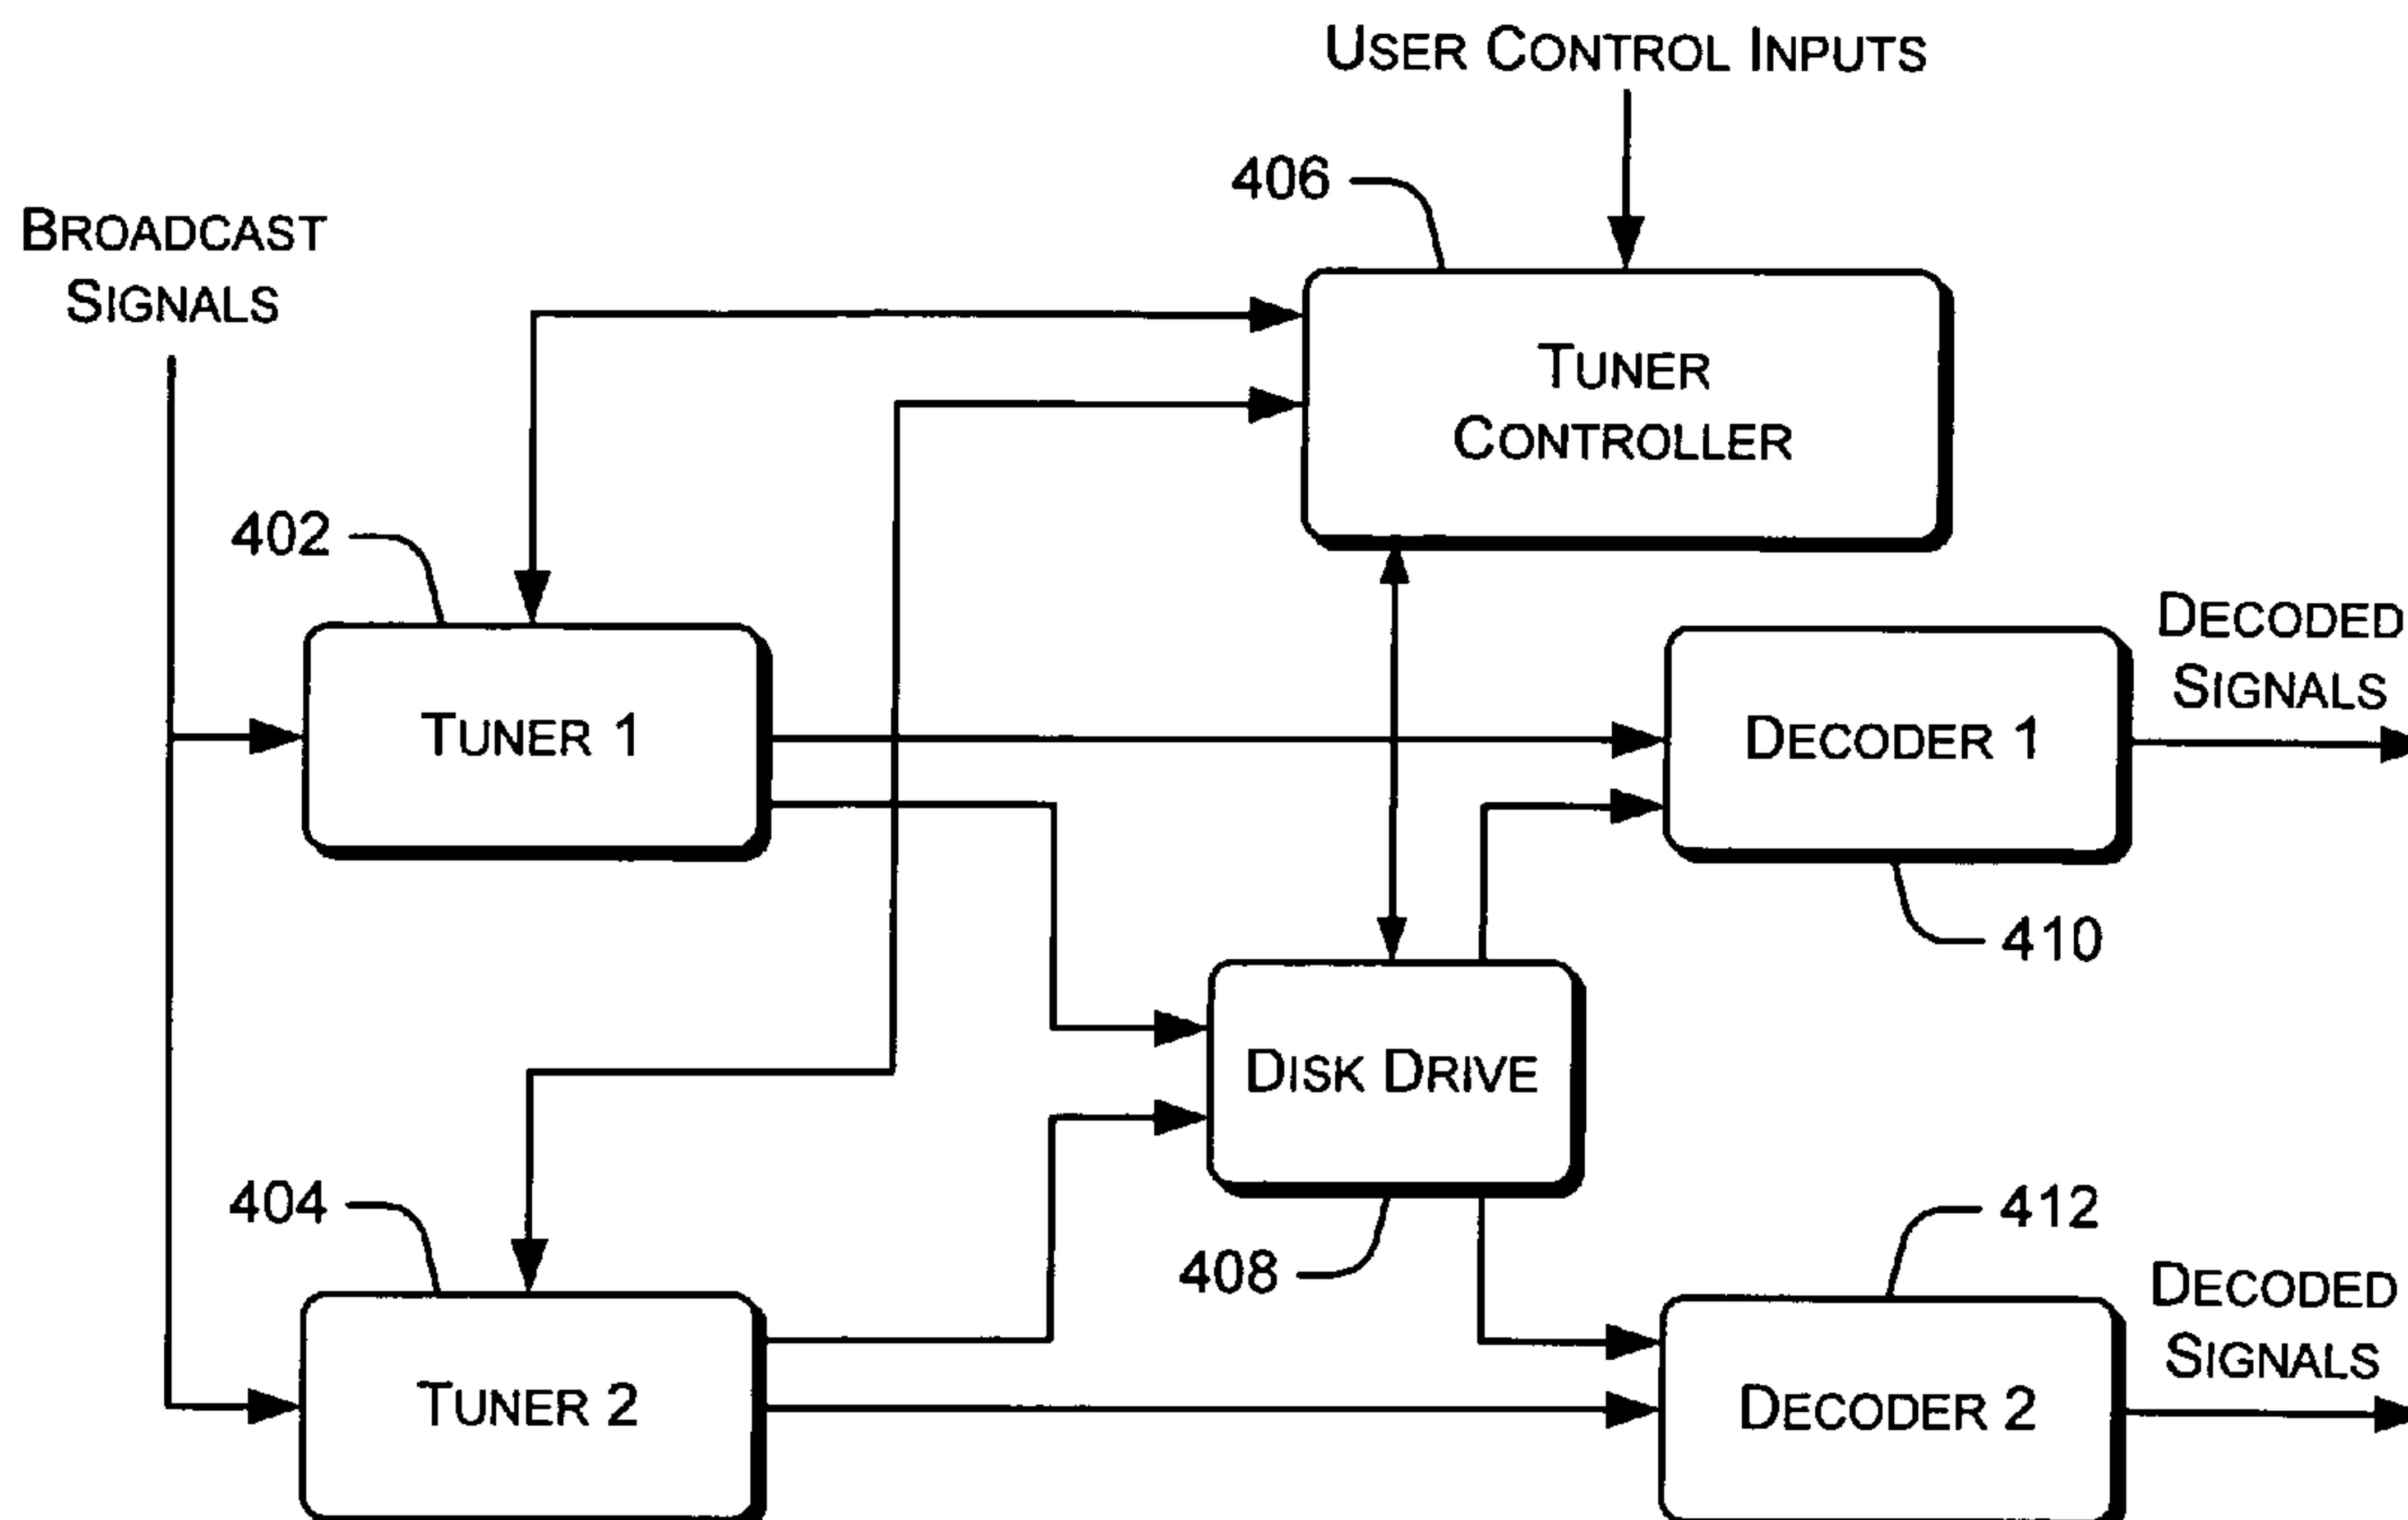 USER CONTROL INPUTS
406
BROADCAST
SIGNALS
TUNER
CONTROLLER
402
DECODED
SIGNALS
TUNER 1
DECODER 1
410
DISK DRIVE
404
412
408
DECODED
SIGNALS
TUNER 2
DECODER 2